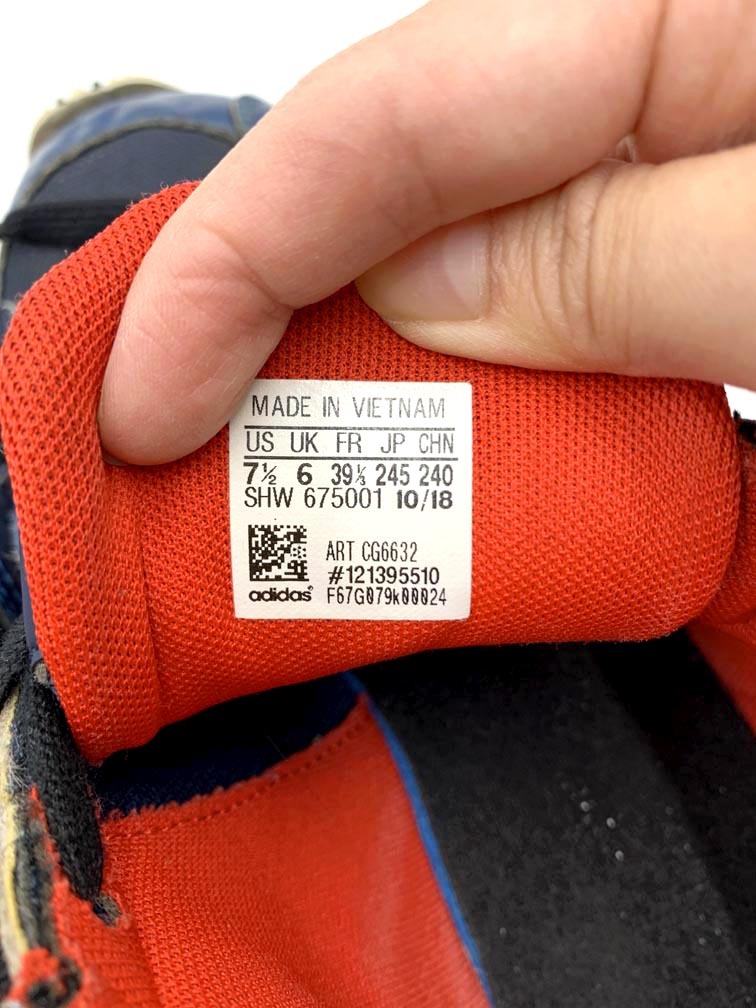 MADE IN VIETNAM
US UK FR JP CHN
7½ 6 39⅓ 245 240
SHW 675001 10/18
ART CG6632
#121395510
adidas® F67G079k00024